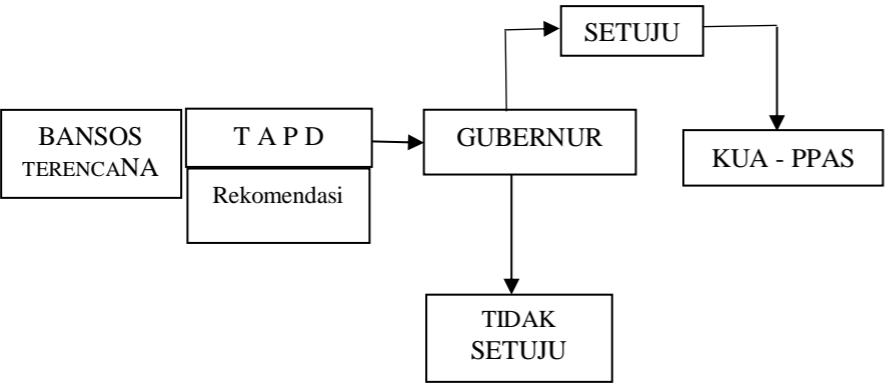 SETUJU
BANSOS
TERENCANA
T A P D
Rekomendasi
GUBERNUR
KUA - PPAS
TIDAK
SETUJU